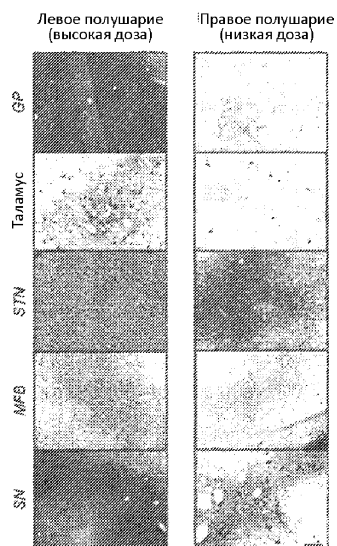 Левое полушарие
(высокая доза)
Правое полушарие
(низкая доза)
GP
Таламус
STN
MFB
SN